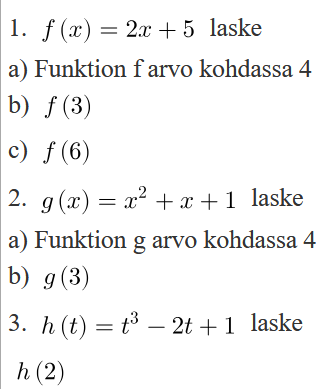 1. f (x) = 2x + 5 laske
a) Funktion f arvo kohdassa 4
b) f (3)
c) f (6)
2. g (x) = x² + x + 1 laske
a) Funktion g arvo kohdassa 4
b) g (3)
3. h (t) = t³ − 2t + 1 laske
h (2)